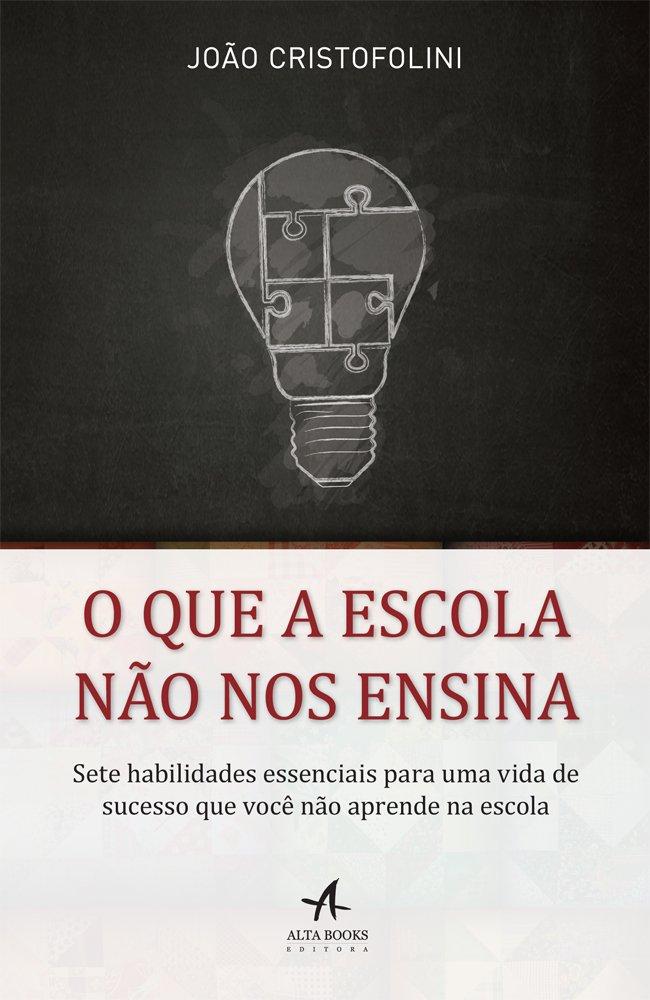 JOÃO CRISTOFOLINI
O QUE A ESCOLA
NÃO NOS ENSINA
Sete habilidades essenciais para uma vida de
sucesso que você não aprende na escola
ALTA BOOKS
EDITORA